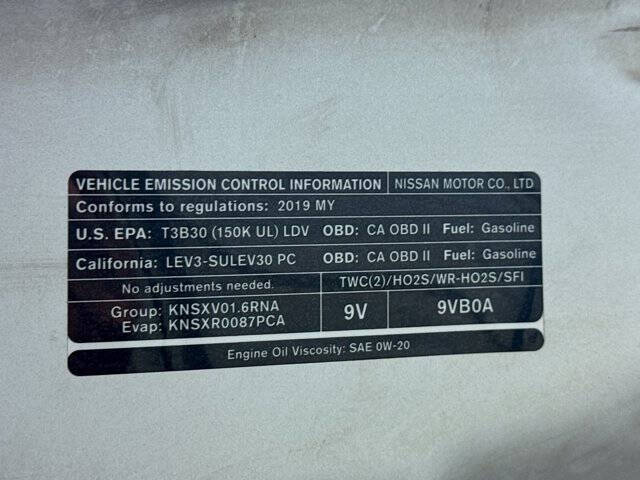 VEHICLE EMISSION CONTROL INFORMATION NISSAN MOTOR CO., LTD
Conforms to regulations: 2019 MY
U.S. EPA: T3B30 (150K UL) LDV OBD: CA OBD II Fuel: Gasoline
California: LEV3-SULEV30 PC OBD: CA OBD II Fuel: Gasoline
No adjustments needed. TWC(2)/HO2S/WR-HO2S/SFI
Group: KNSXV01.6RNA 9V 9VB0A
Evap: KNSXR0087PCA
Engine Oil Viscosity: SAE 0W-20